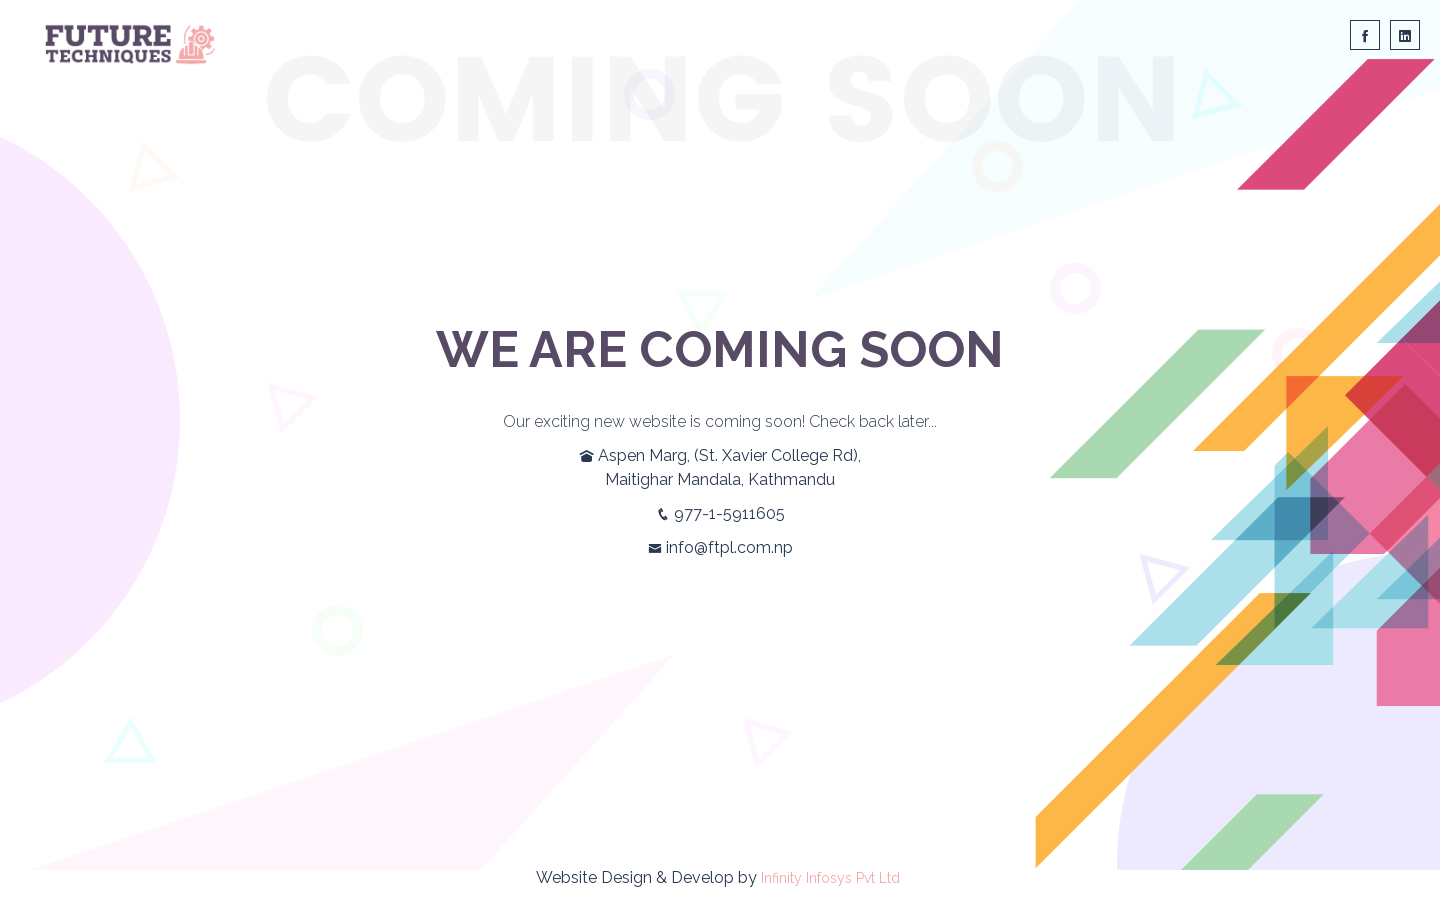 FUTURE
TECHNIQUES
COMING SOON
WE ARE COMING SOON
Our exciting new website is coming soon! Check back later...
Aspen Marg, (St. Xavier College Rd),
Maitighar Mandala, Kathmandu
977-1-5911605
info@ftpl.com.np
Website Design & Develop by Infinity Infosys Pvt Ltd